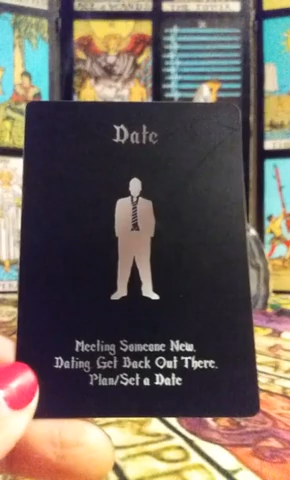 Date
Meeting Someone New.
Dating. Get Back Out There.
Plan/Set a Date